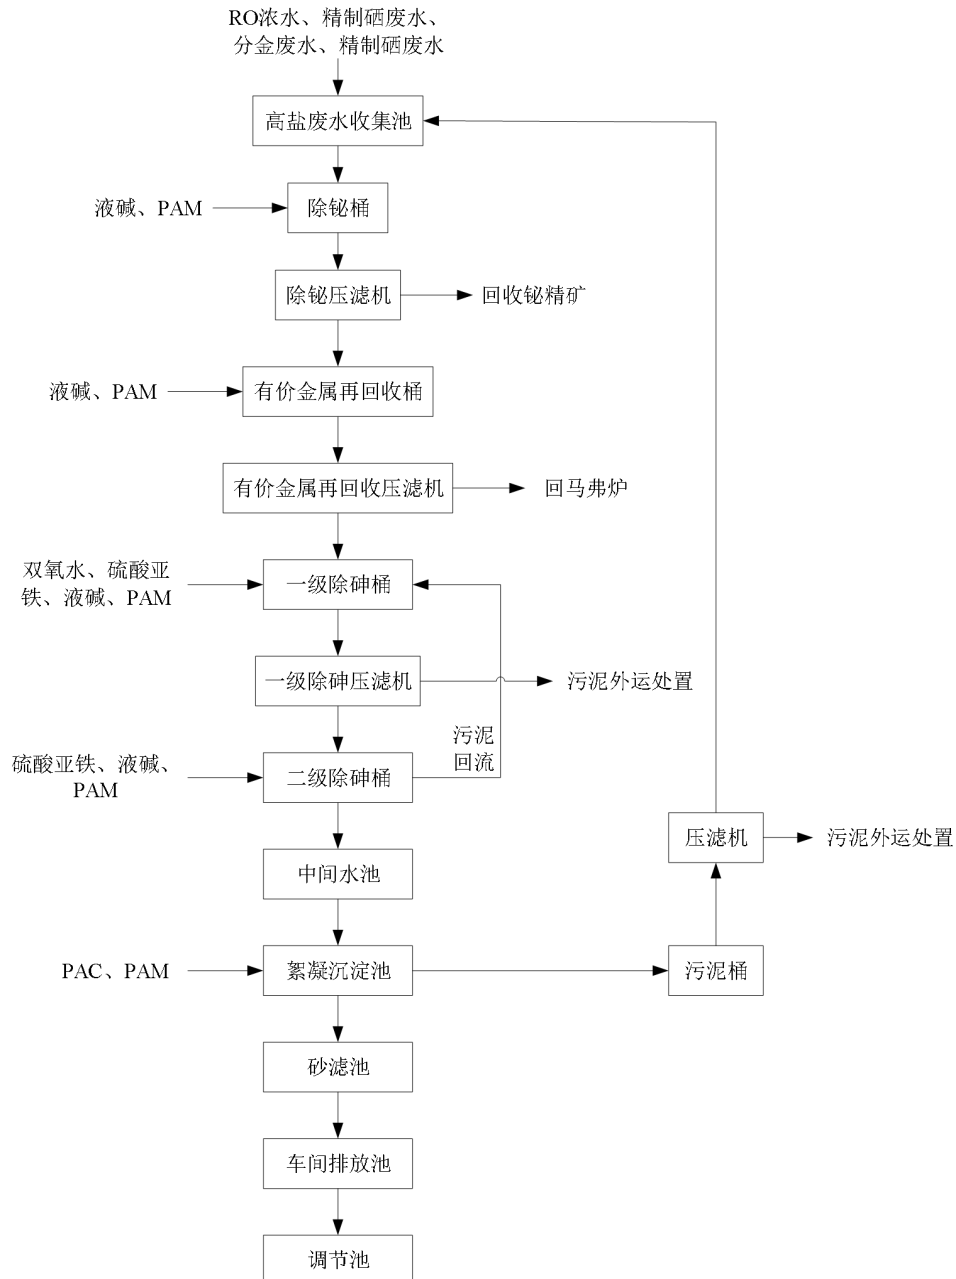 RO浓水、精制硒废水、
分金废水、精制硒废水
高盐废水收集池
液碱、PAM
除铋桶
除铋压滤机
回收铋精矿
液碱、PAM
有价金属再回收桶
有价金属再回收压滤机
回马弗炉
双氧水、硫酸亚
铁、液碱、PAM
一级除砷桶
一级除砷压滤机
污泥外运处置
污泥
回流
硫酸亚铁、液碱、
PAM
二级除砷桶
压滤机
污泥外运处置
中间水池
PAC、PAM
絮凝沉淀池
污泥桶
砂滤池
车间排放池
调节池